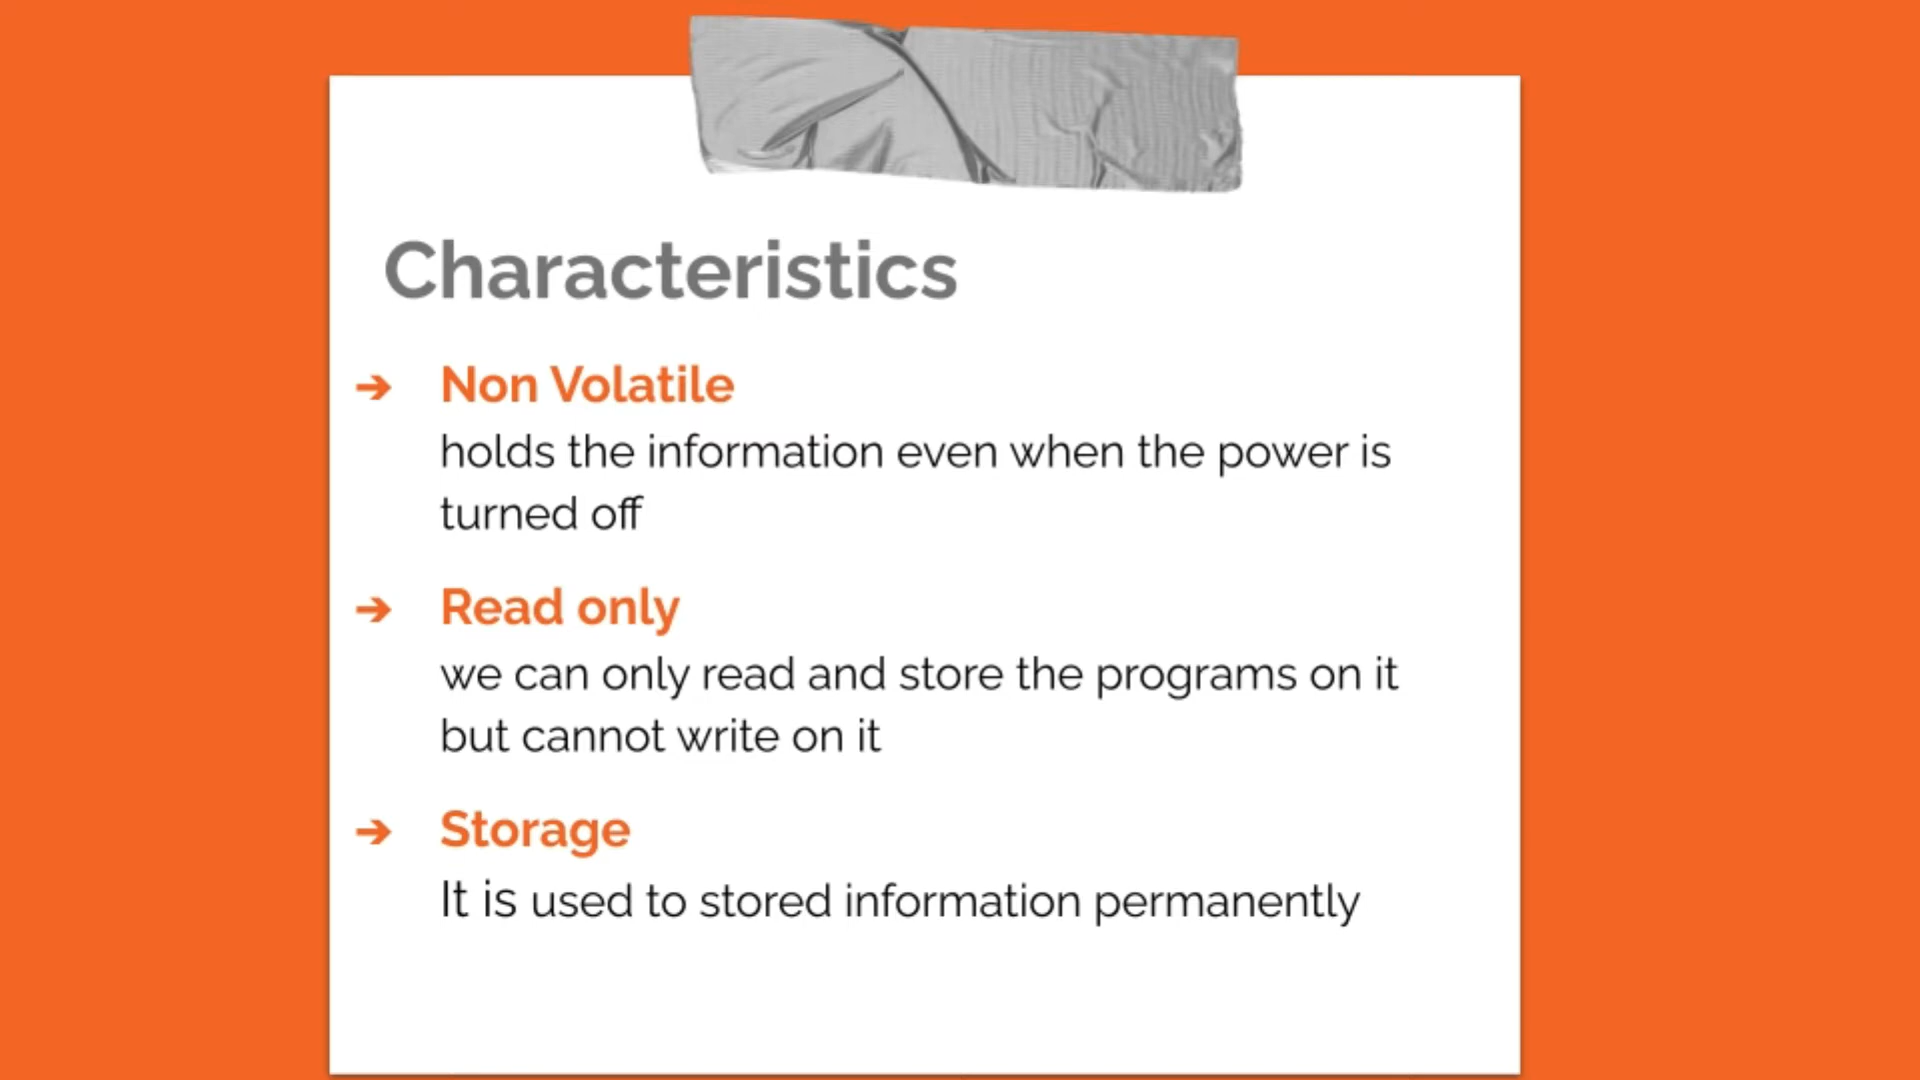 Characteristics
➔ Non Volatile
holds the information even when the power is
turned off
➔ Read only
we can only read and store the programs on it
but cannot write on it
➔ Storage
It is used to stored information permanently